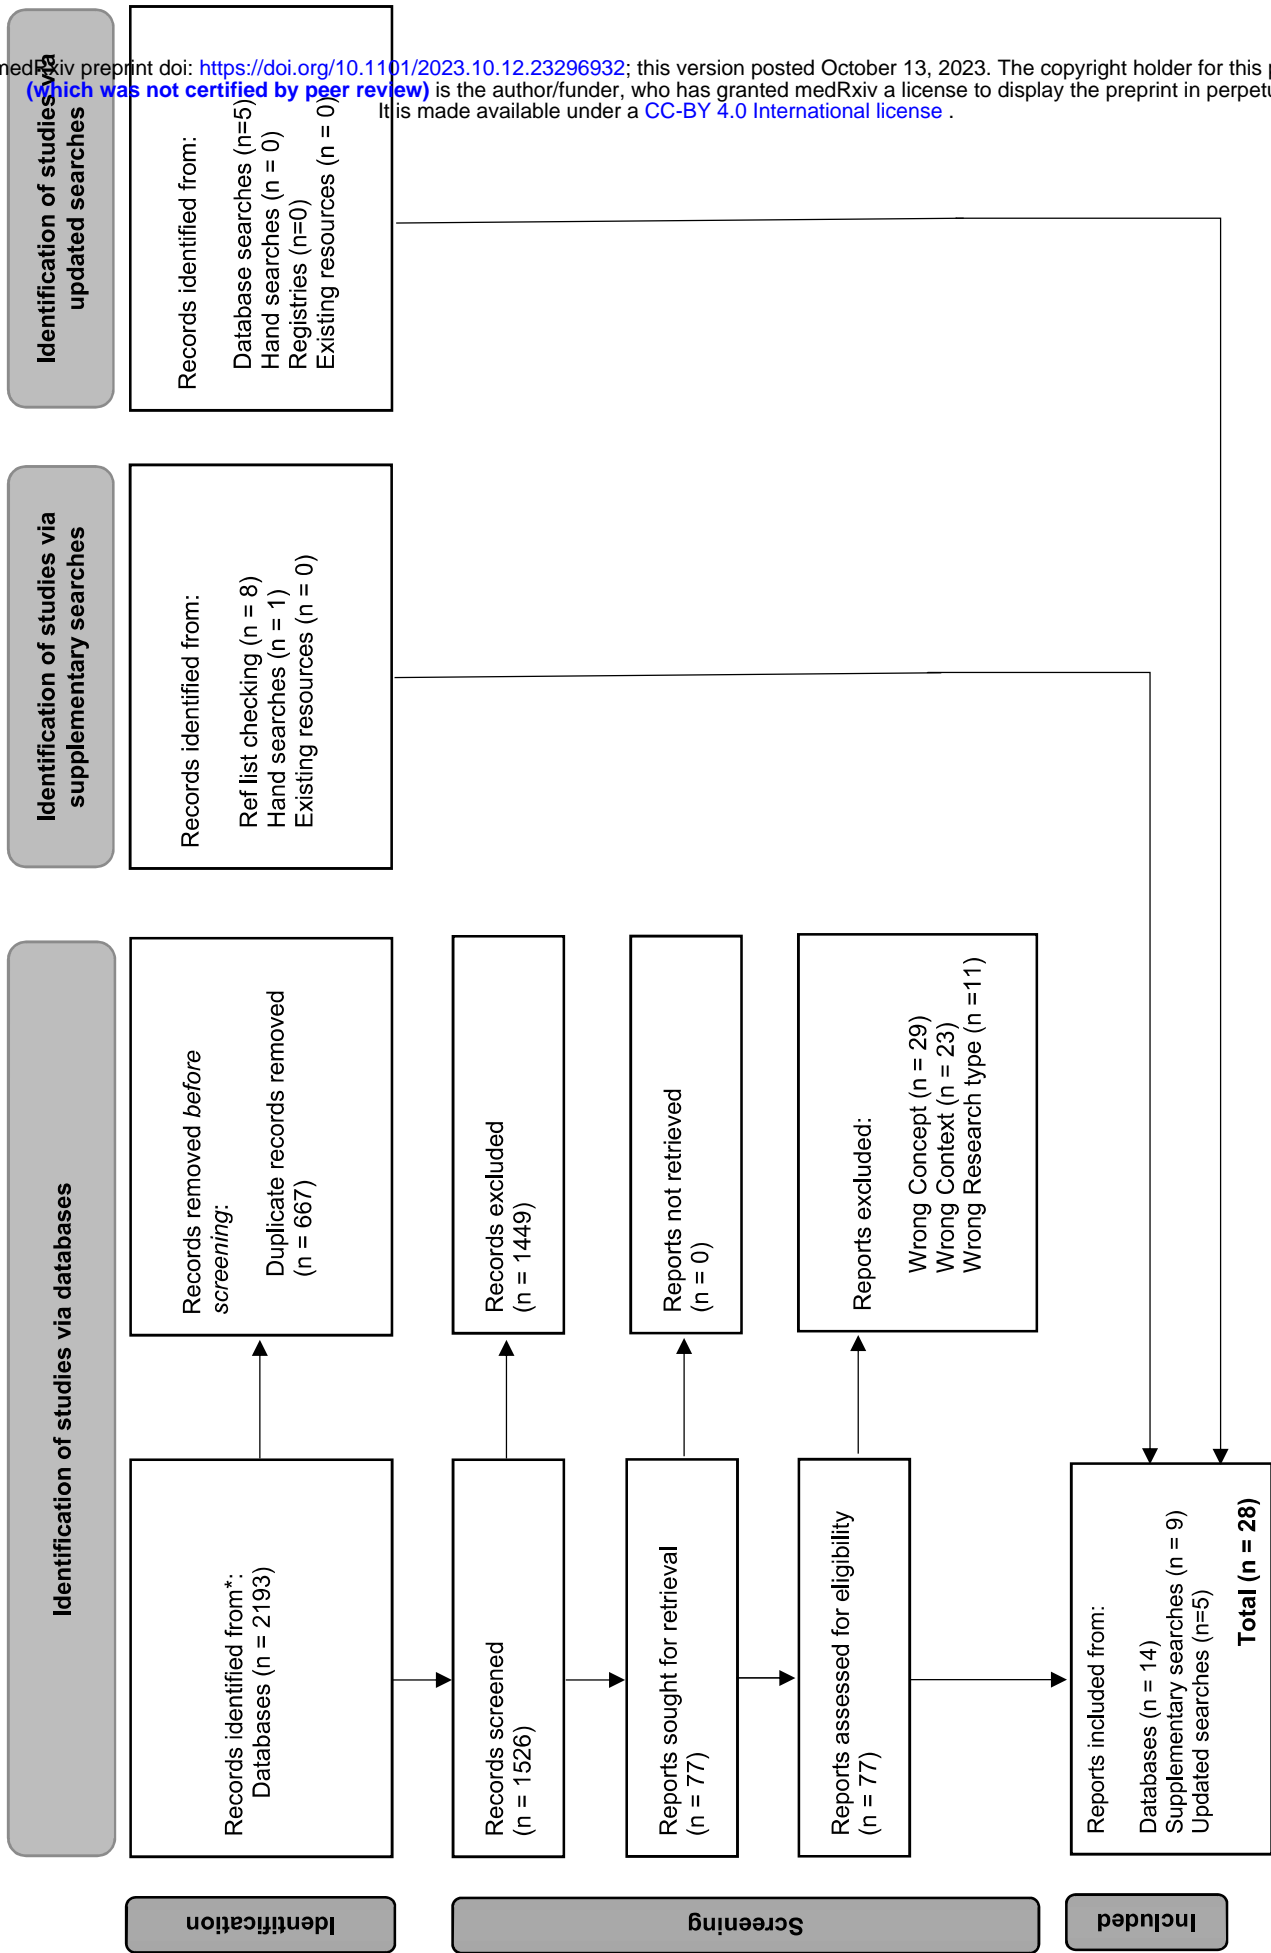 medRxiv preprint doi: https://doi.org/10.1101/2023.10.12.23296932; this version posted October 13, 2023. The copyright holder for this
(which was not certified by peer review) is the author/funder, who has granted medRxiv a license to display the preprint in
It is made available under a CC-BY 4.0 International license .
Identification of studies via databases
Identification of studies via
supplementary searches
Identification of studies via
updated searches
Identification
Records identified from*:
Databases (n = 2193)
Records removed before
screening:
Duplicate records removed
(n = 667)
Records identified from:
Ref list checking (n = 8)
Hand searches (n = 1)
Existing resources (n = 0)
Records identified from:
Database searches (n=5)
Hand searches (n = 0)
Registries (n=0)
Existing resources (n = 0)
Screening
Records screened
(n = 1526)
Records excluded
(n = 1449)
Reports sought for retrieval
(n = 77)
Reports not retrieved
(n = 0)
Reports assessed for eligibility
(n = 77)
Reports excluded:
Wrong Concept (n = 29)
Wrong Context (n = 23)
Wrong Research type (n =11)
Included
Reports included from:
Databases (n = 14)
Supplementary searches (n = 9)
Updated searches (n=5)
Total (n = 28)